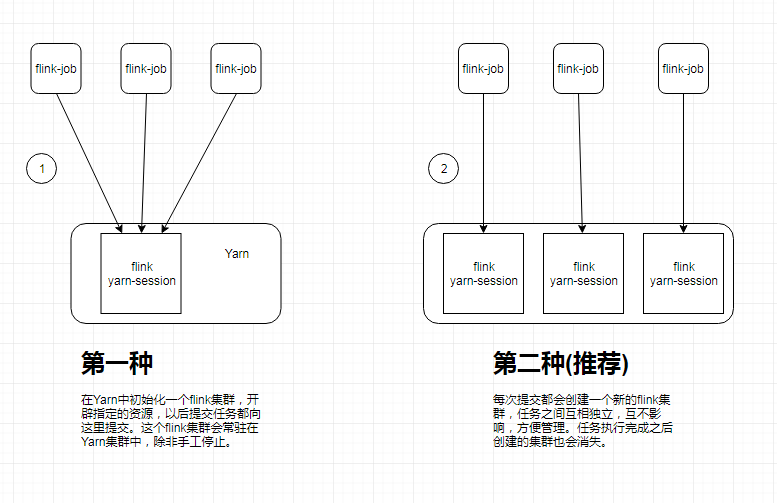 flink-job
flink-job
flink-job
1
Yarn
flink
yarn-session
第一种
在Yarn中初始化一个flink集群，开
辟指定的资源，以后提交任务都向
这里提交。这个flink集群会常驻在
Yarn集群中，除非手工停止。
flink-job
flink-job
flink-job
2
flink
yarn-session
flink
yarn-session
flink
yarn-session
第二种(推荐)
每次提交都会创建一个新的flink集
群，任务之间互相独立，互不影
响，方便管理。任务执行完成之后
创建的集群也会消失。